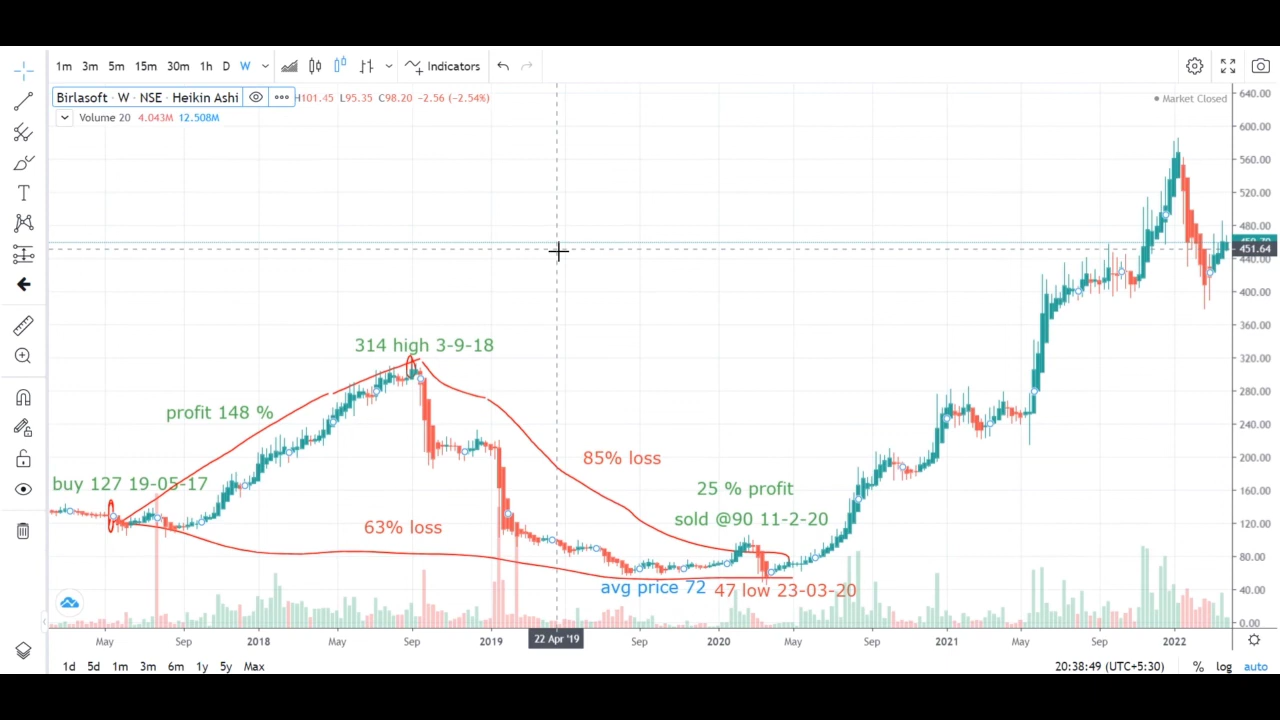 1m 3m 5m 15m 30m 1h D W Indicators
Birlasoft · W · NSE · Heikin Ashi H101.45 L95.35 C98.20 -2.56 (-2.54%)
Market Closed
Volume 20 4.043M 12.508M
640.00
600.00
560.00
520.00
480.00
451.64
440.00
400.00
360.00
320.00
280.00
240.00
200.00
160.00
120.00
80.00
40.00
0.00
314 high 3-9-18
profit 148 %
buy 127 19-05-17
85% loss
25 % profit
sold @90 11-2-20
63% loss
avg price 72
47 low 23-03-20
May Sep 2018 May Sep 2019 22 Apr '19 Sep 2020 May Sep 2021 May Sep 2022
1d 5d 1m 3m 6m 1y 5y Max 20:38:49 (UTC+5:30) % log auto